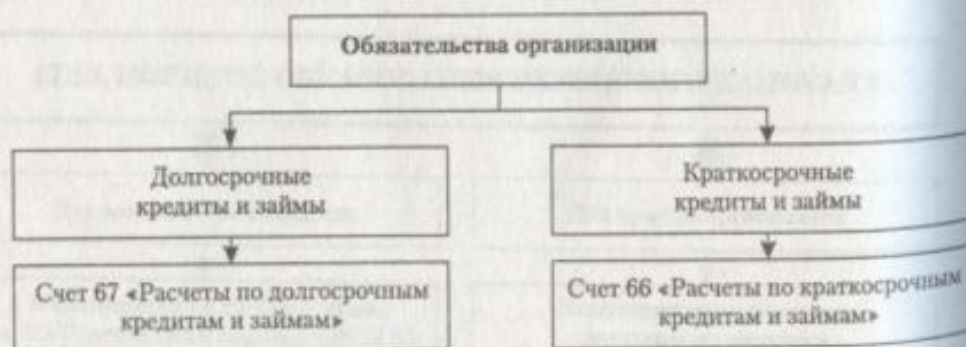 Обязательства организации
Долгосрочные
кредиты и займы
Краткосрочные
кредиты и займы
Счет 67 «Расчеты по долгосрочным
кредитам и займам»
Счет 66 «Расчеты по краткосрочным
кредитам и займам»